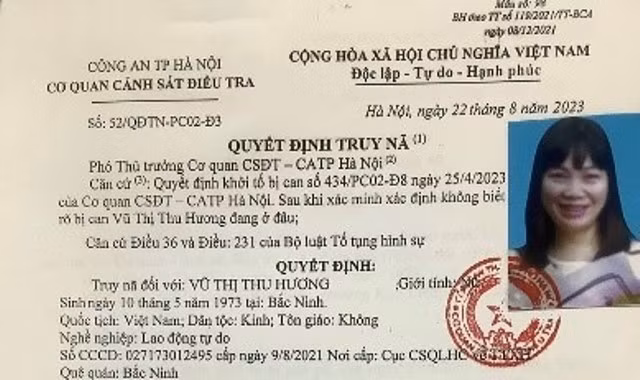 Mẫu số: 98
BH theo TT số 119/2021/TT-BCA
ngày 08/12/2021
CÔNG AN TP HÀ NỘI
CƠ QUAN CẢNH SÁT ĐIỀU TRA
CỘNG HÒA XÃ HỘI CHỦ NGHĨA VIỆT NAM
Độc lập - Tự do - Hạnh phúc
Số: 52/QĐTN-PC02-Đ3
Hà Nội, ngày 22 tháng 8 năm 2023
QUYẾT ĐỊNH TRUY NÃ (1)
Phó Thủ trưởng Cơ quan CSĐT – CATP Hà Nội (2)
Căn cứ (3): Quyết định khởi tố bị can số 434/PC02-Đ8 ngày 25/4/2023
của Cơ quan CSĐT – CATP Hà Nội. Sau khi xác minh xác định không biết
rõ bị can Vũ Thị Thu Hương đang ở đâu;
Căn cứ Điều 36 và Điều: 231 của Bộ luật Tố tụng hình sự
QUYẾT ĐỊNH:
Truy nã đối với: VŨ THỊ THU HƯƠNG Giới tính: Nữ
Sinh ngày 10 tháng 5 năm 1973 tại: Bắc Ninh.
Quốc tịch: Việt Nam; Dân tộc: Kinh; Tôn giáo: Không
Nghề nghiệp: Lao động tự do
Số CCCD: 027173012495 cấp ngày 9/8/2021 Nơi cấp: Cục CSQLHC về TTXH
Quê quán: Bắc Ninh